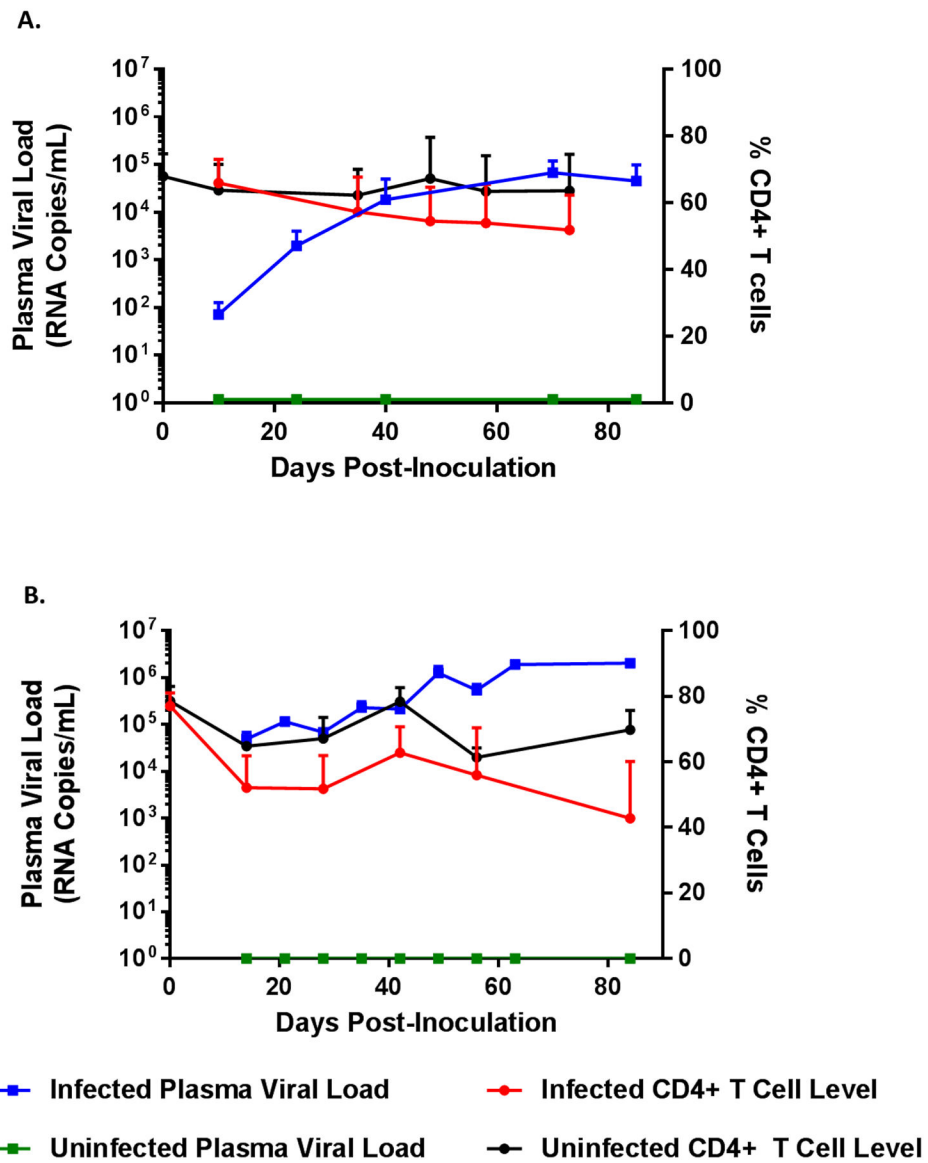 A.
Plasma Viral Load
(RNA Copies/mL)
10⁷
10⁶
10⁵
10⁴
10³
10²
10¹
10⁰
100
80
60
40
20
0
% CD4+ T cells
0 20 40 60 80
Days Post-Inoculation
B.
Plasma Viral Load
(RNA Copies/mL)
10⁷
10⁶
10⁵
10⁴
10³
10²
10¹
10⁰
100
80
60
40
20
0
% CD4+ T Cells
0 20 40 60 80
Days Post-Inoculation
Infected Plasma Viral Load
Infected CD4+ T Cell Level
Uninfected Plasma Viral Load
Uninfected CD4+ T Cell Level